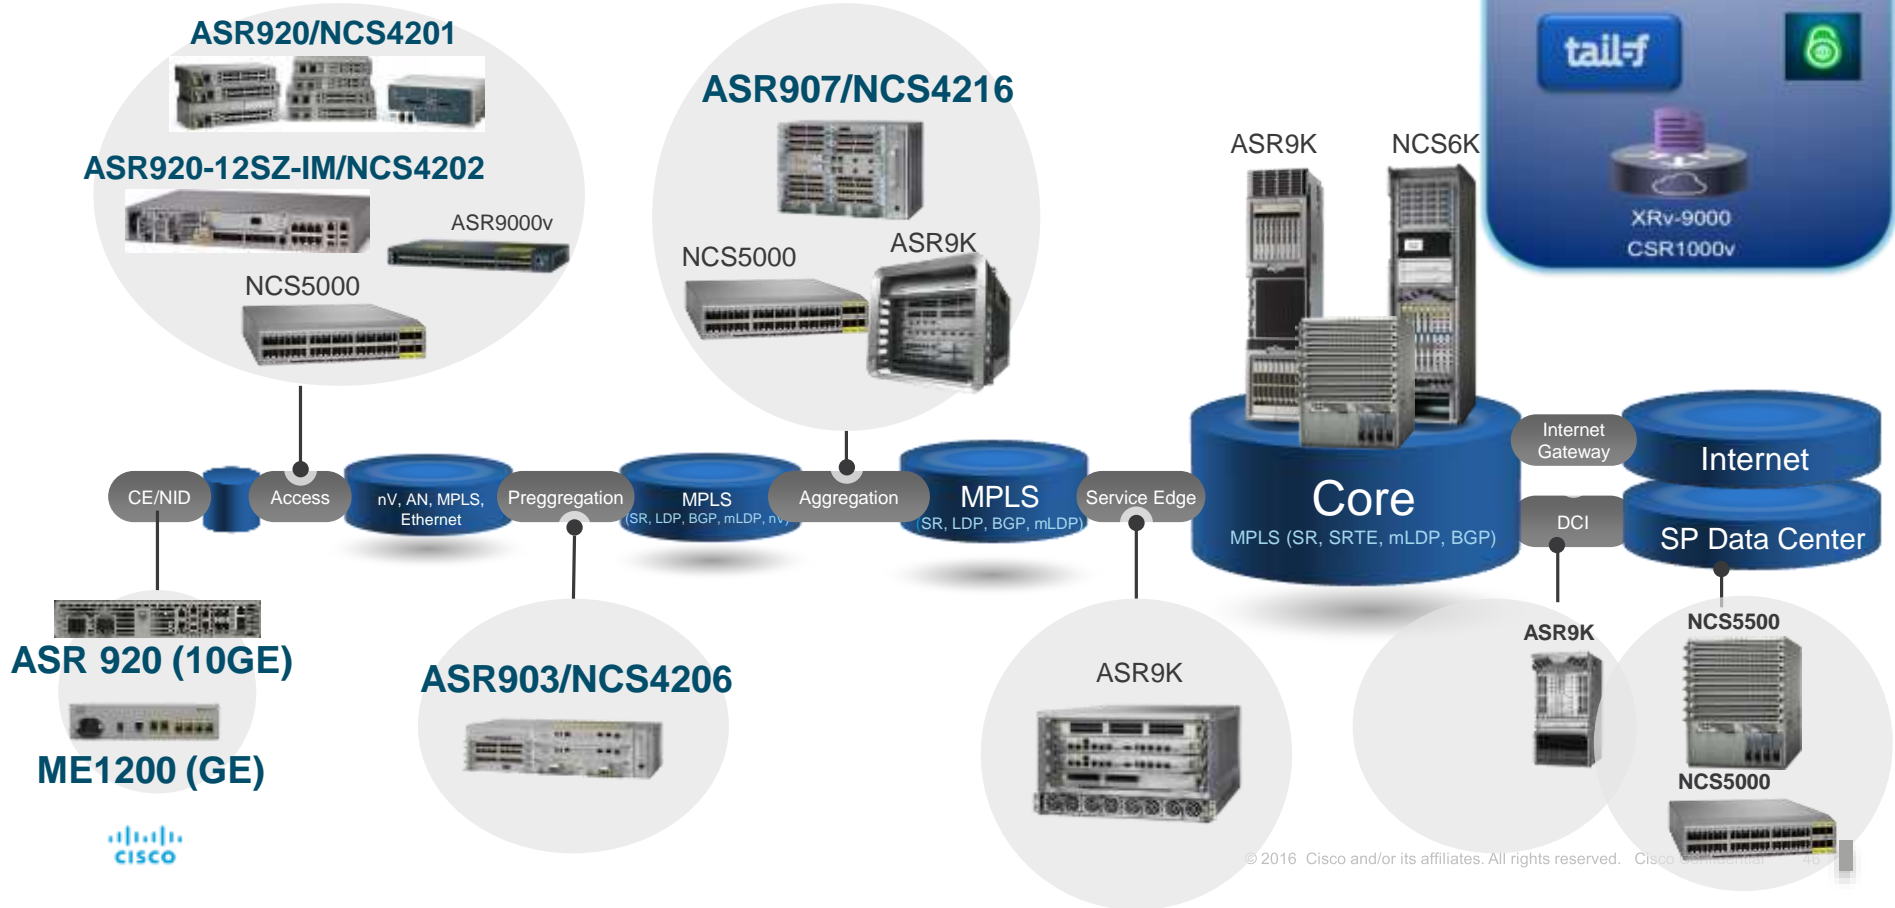 ASR920/NCS4201
ASR920-12SZ-IM/NCS4202
ASR9000v
NCS5000
ASR907/NCS4216
NCS5000
ASR9K
ASR9K
NCS6K
tail-f
XRv-9000
CSR1000v
CE/NID
Access
nV, AN, MPLS,
Ethernet
Preggregation
MPLS
(SR, LDP, BGP, mLDP, nV)
Aggregation
MPLS
(SR, LDP, BGP, mLDP)
Service Edge
Core
MPLS (SR, SRTE, mLDP, BGP)
Internet
Gateway
Internet
DCI
SP Data Center
ASR 920 (10GE)
ME1200 (GE)
ASR903/NCS4206
ASR9K
ASR9K
NCS5500
NCS5000
CISCO
© 2016 Cisco and/or its affiliates. All rights reserved. Cisco Confidential 46